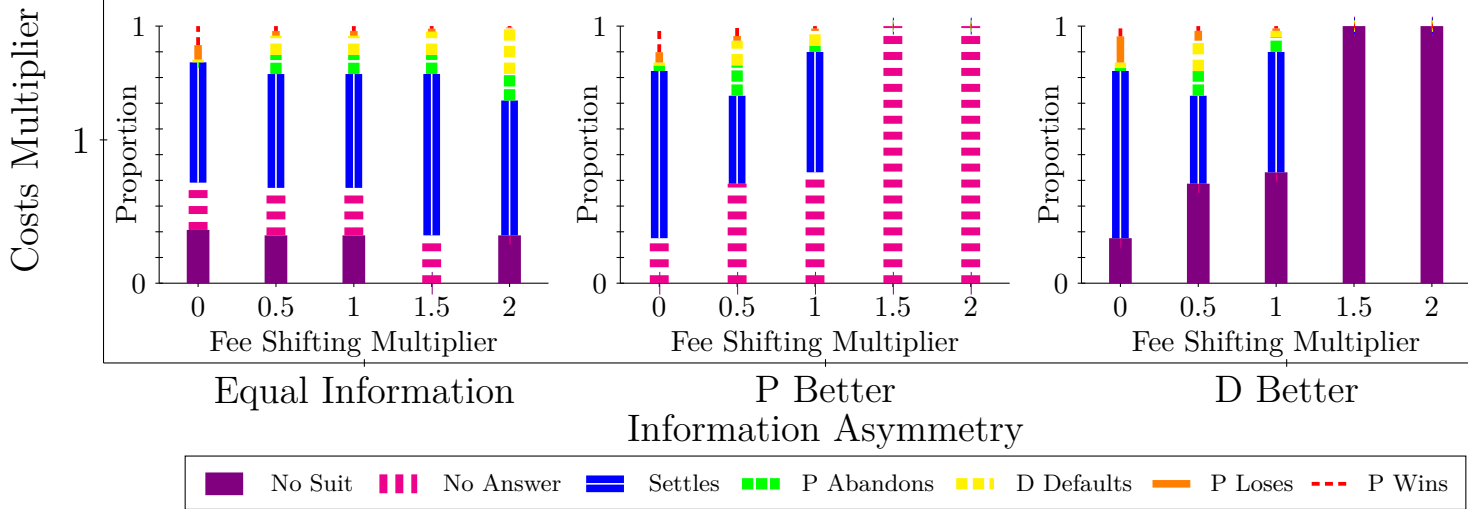 Costs Multiplier
1
Proportion
1
0
0 0.5 1 1.5 2
Fee Shifting Multiplier
Proportion
1
0
0 0.5 1 1.5 2
Fee Shifting Multiplier
Proportion
1
0
0 0.5 1 1.5 2
Fee Shifting Multiplier
Equal Information P Better D Better
Information Asymmetry
No Suit No Answer Settles P Abandons D Defaults P Loses P Wins